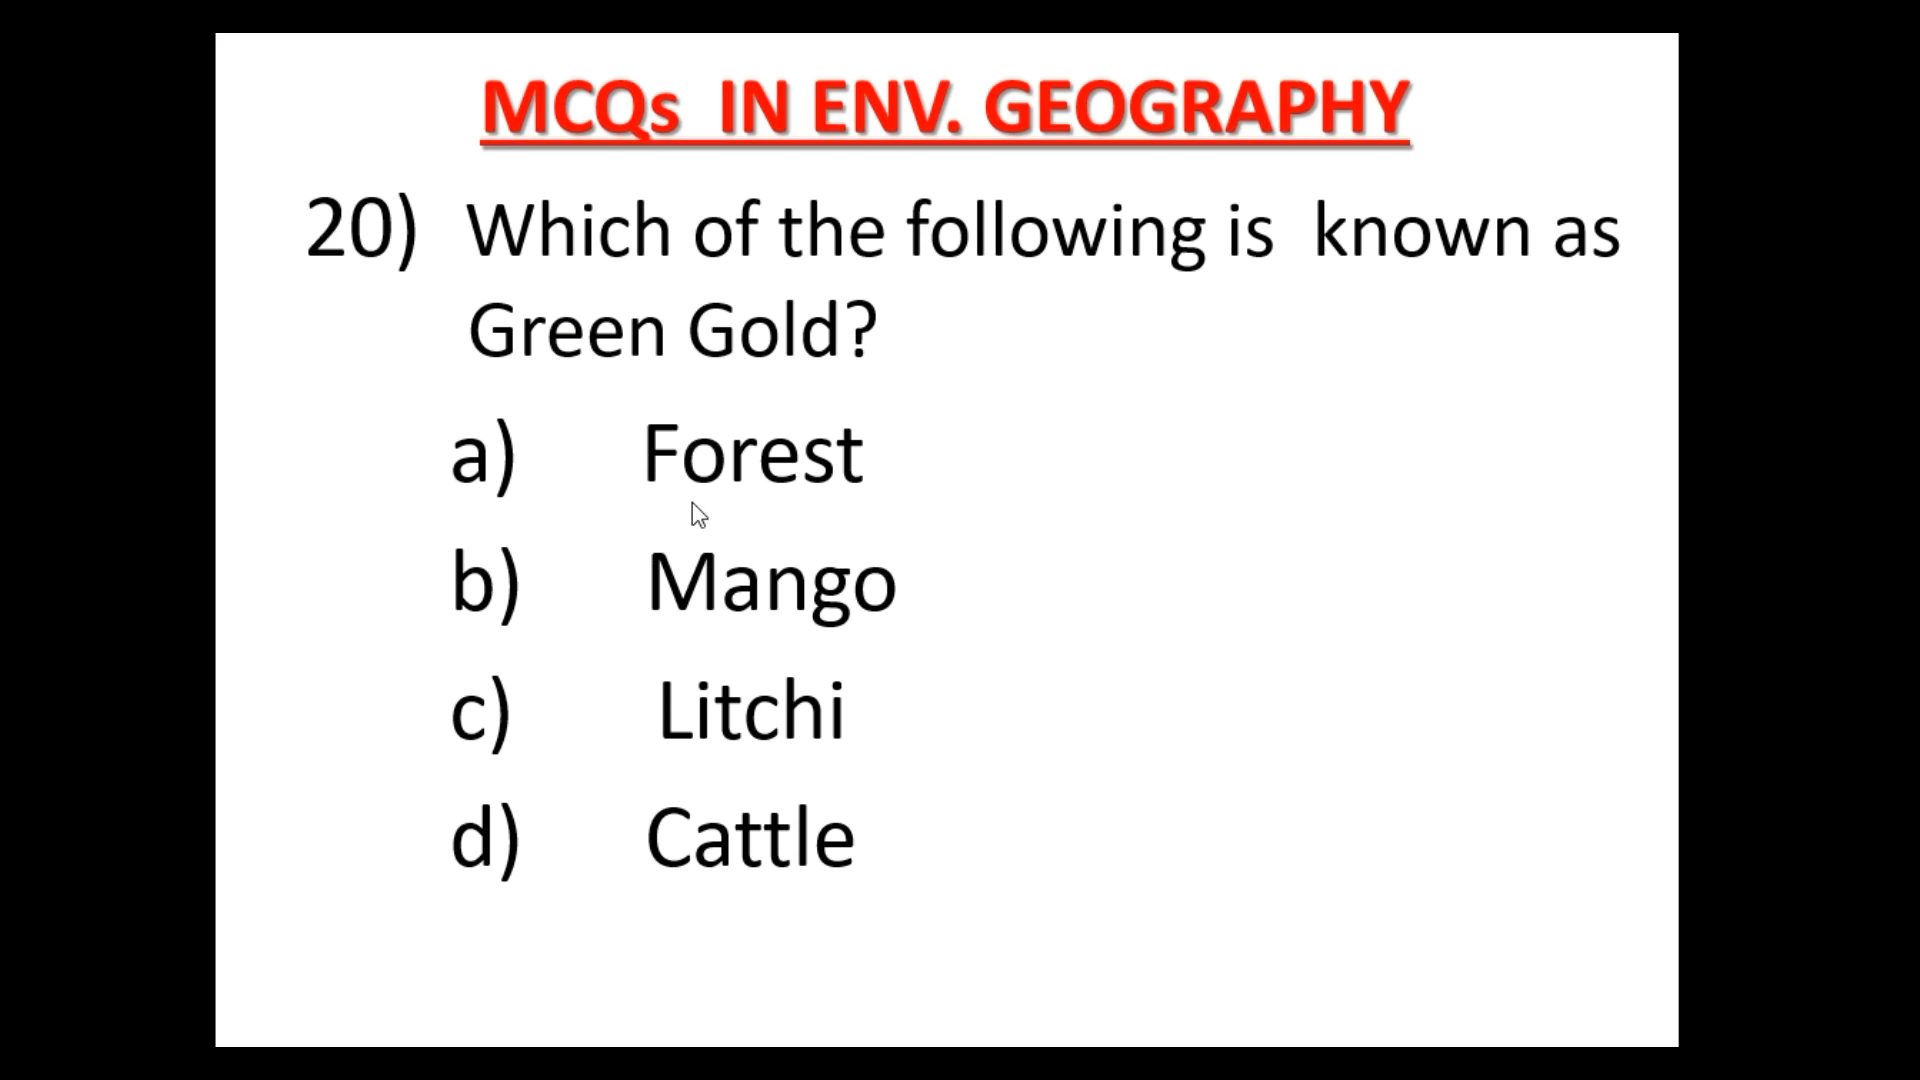 MCQs IN ENV. GEOGRAPHY
20) Which of the following is known as
Green Gold?
a) Forest
b) Mango
c) Litchi
d) Cattle